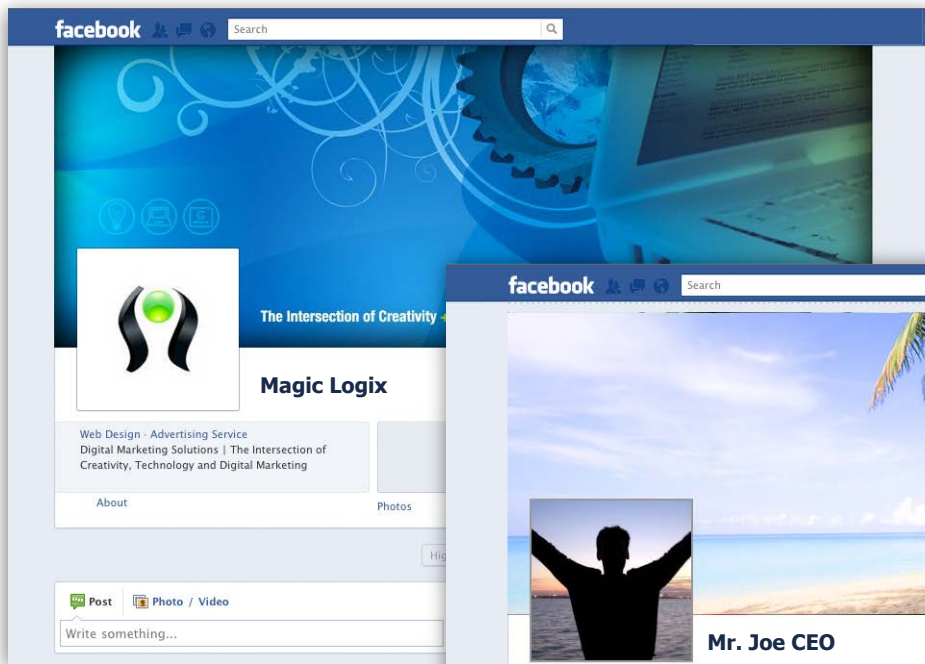 facebook
Search
The Intersection of Creativity +
Magic Logix
Web Design · Advertising Service
Digital Marketing Solutions | The Intersection of
Creativity, Technology and Digital Marketing
About
Photos
Hig
Post
Photo / Video
Write something...
facebook
Search
Mr. Joe CEO